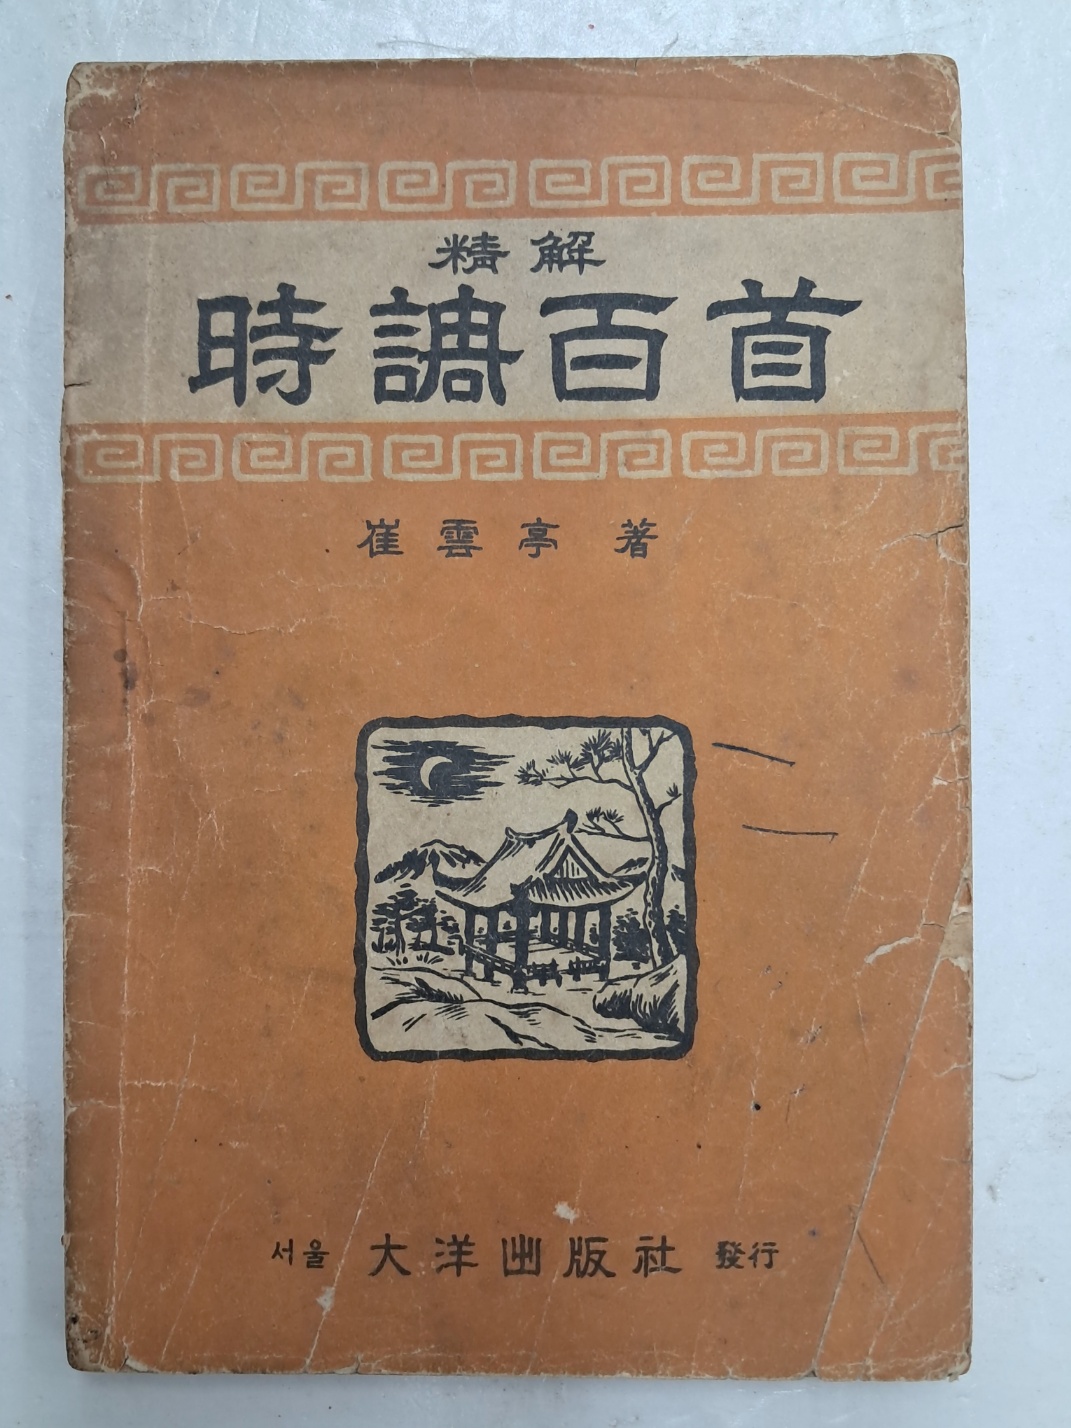 精解
時調百首
崔雲亭 著
서울 大洋出版社 發行